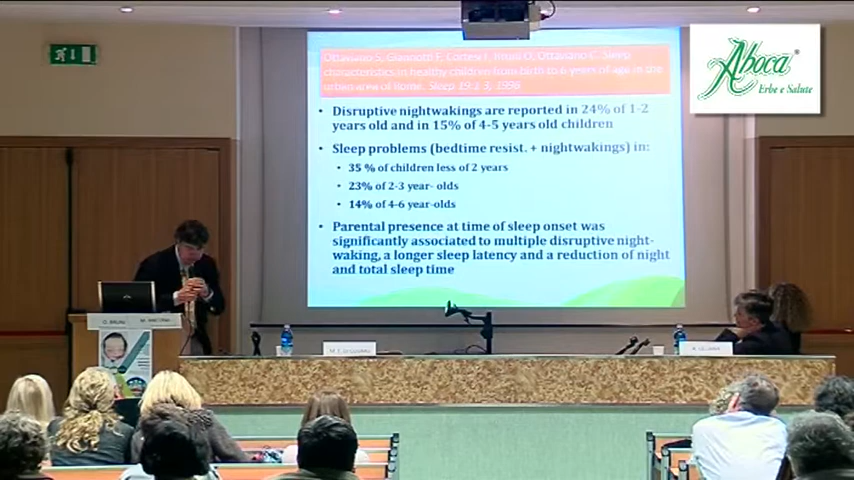 Ottaviano S, Giannotti F, Cortesi F, Bruni O, Ottaviano C. Sleep
characteristics in healthy children from birth to 6 years of age in the
urban area of Rome. Sleep 19:1-3, 1996
• Disruptive nightwakings are reported in 24% of 1-2
years old and in 15% of 4-5 years old children
• Sleep problems (bedtime resist. + nightwakings) in:
• 35 % of children less of 2 years
• 23% of 2-3 year- olds
• 14% of 4-6 year-olds
• Parental presence at time of sleep onset was
significantly associated to multiple disruptive night-
waking, a longer sleep latency and a reduction of night
and total sleep time
Aboca®
Erbe e Salute
O. BRUNI